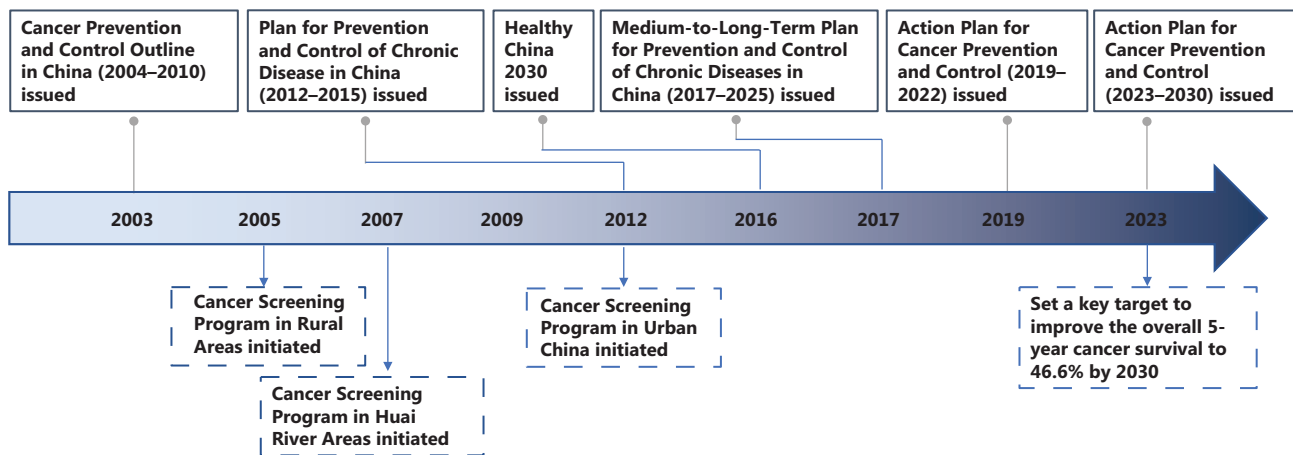 Cancer Prevention
and Control Outline
in China (2004–2010)
issued
Plan for Prevention
and Control of Chronic
Disease in China
(2012–2015) issued
Healthy
China
2030
issued
Medium-to-Long-Term Plan
for Prevention and Control
of Chronic Diseases in
China (2017–2025) issued
Action Plan for
Cancer Prevention
and Control (2019–
2022) issued
Action Plan for
Cancer Prevention
and Control
(2023–2030) issued
2003
2005
2007
2009
2012
2016
2017
2019
2023
Cancer Screening
Program in Rural
Areas initiated
Cancer Screening
Program in Huai
River Areas initiated
Cancer Screening
Program in Urban
China initiated
Set a key target to
improve the overall 5-
year cancer survival to
46.6% by 2030